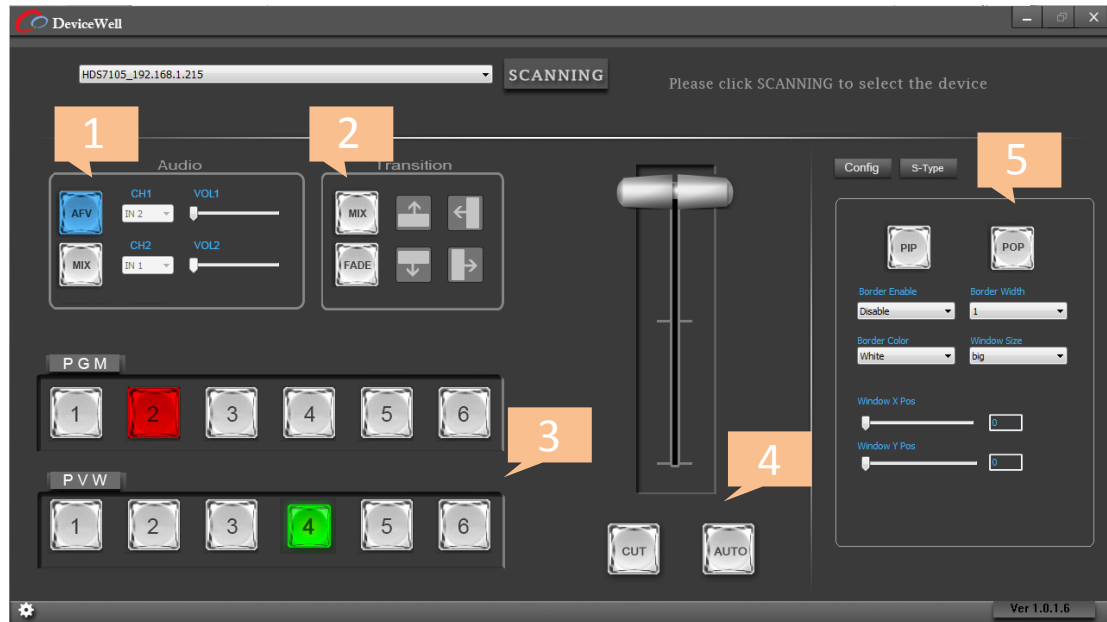 DeviceWell
HDS7105_192.168.1.215
SCANNING
Please click SCANNING to select the device
1
2
5
Audio
Transition
Config
S-Type
AFV
CH1
VOL1
IN 2
MIX
CH2
VOL2
IN 1
MIX
FADE
PIP
POP
Border Enable
Border Width
Disable
1
Border Color
Window Size
White
big
Window X Pos
0
Window Y Pos
0
PGM
1 2 3 4 5 6
3
4
PVW
1 2 3 4 5 6
CUT
AUTO
Ver 1.0.1.6